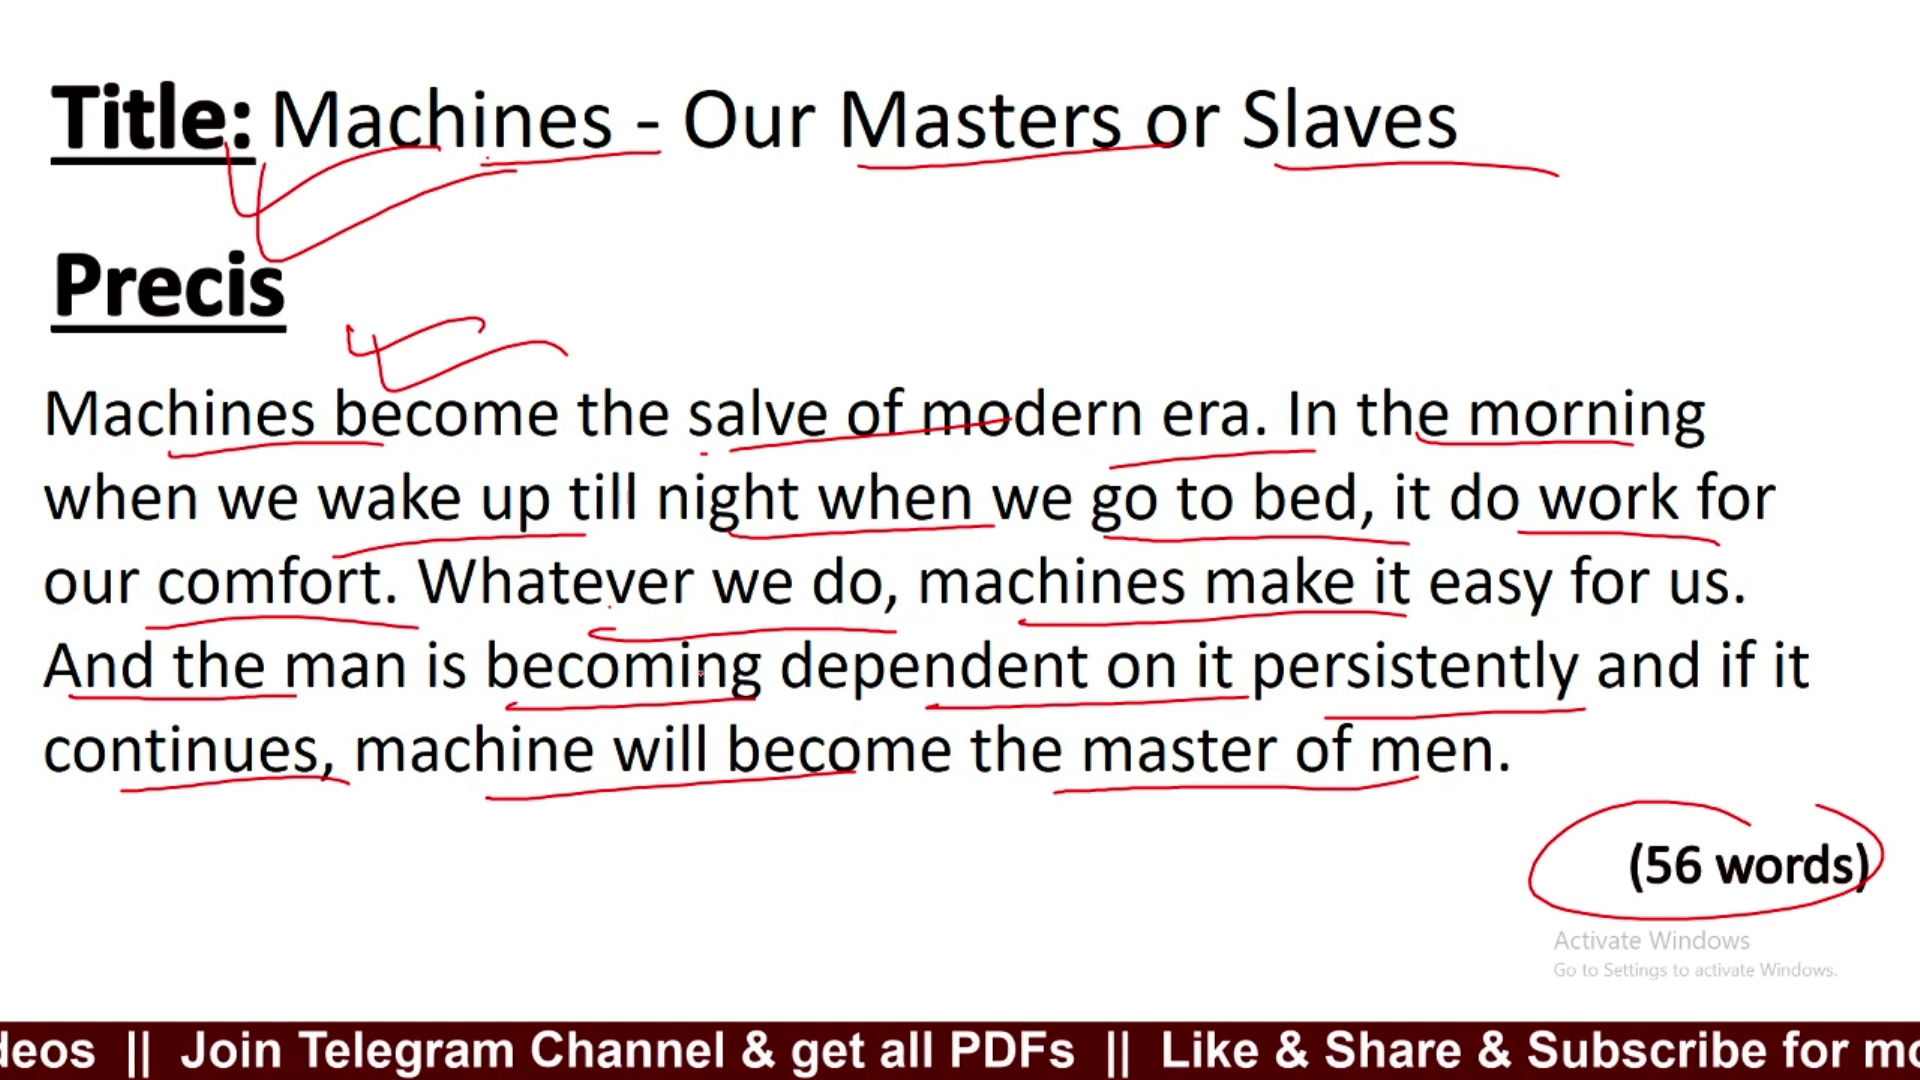 Title: Machines - Our Masters or Slaves
Precis
Machines become the salve of modern era. In the morning
when we wake up till night when we go to bed, it do work for
our comfort. Whatever we do, machines make it easy for us.
And the man is becoming dependent on it persistently and if it
continues, machine will become the master of men.
(56 words)
Activate Windows
Go to Settings to activate Windows.
|| Join Telegram Channel & get all PDFs || Like & Share & Subscribe for